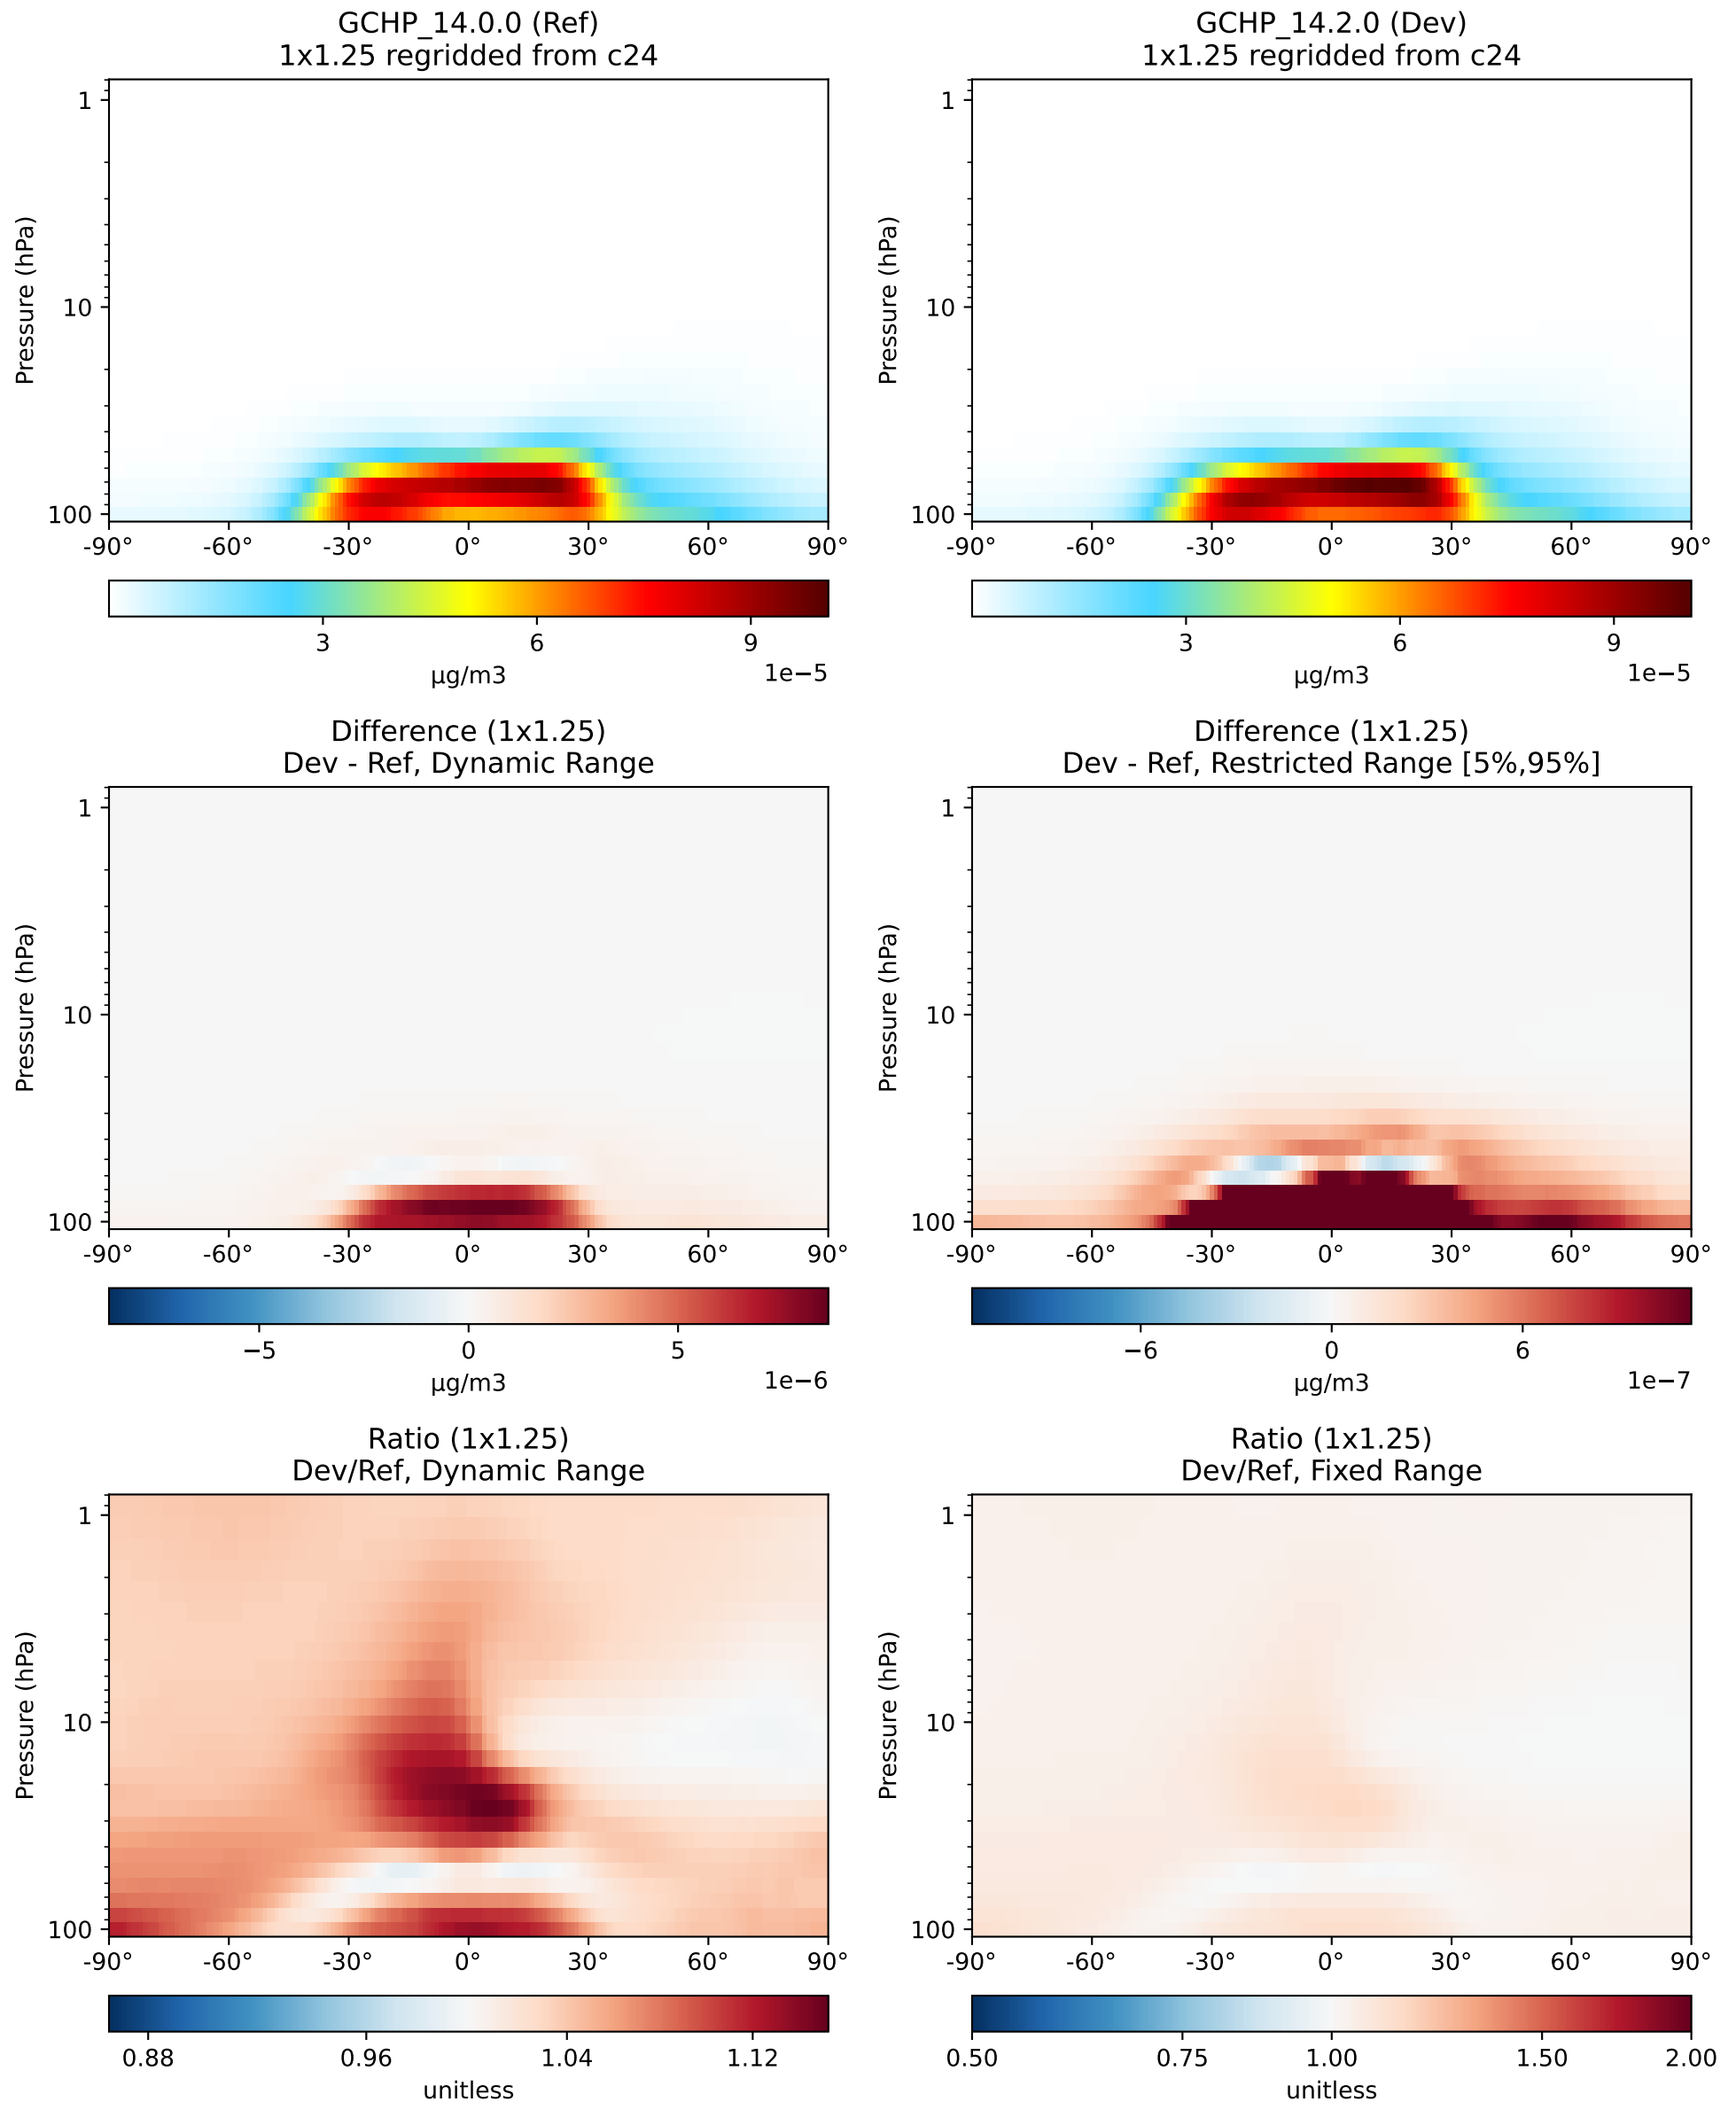 GCHP_14.0.0 (Ref)
1x1.25 regridded from c24
Pressure (hPa)
1
10
100
-90° -60° -30° 0° 30° 60° 90°
3 6 9
µg/m3 1e−5
GCHP_14.2.0 (Dev)
1x1.25 regridded from c24
Pressure (hPa)
1
10
100
-90° -60° -30° 0° 30° 60° 90°
3 6 9
µg/m3 1e−5
Difference (1x1.25)
Dev - Ref, Dynamic Range
Pressure (hPa)
1
10
100
-90° -60° -30° 0° 30° 60° 90°
−5 0 5
µg/m3 1e−6
Difference (1x1.25)
Dev - Ref, Restricted Range [5%,95%]
Pressure (hPa)
1
10
100
-90° -60° -30° 0° 30° 60° 90°
−6 0 6
µg/m3 1e−7
Ratio (1x1.25)
Dev/Ref, Dynamic Range
Pressure (hPa)
1
10
100
-90° -60° -30° 0° 30° 60° 90°
0.88 0.96 1.04 1.12
unitless
Ratio (1x1.25)
Dev/Ref, Fixed Range
Pressure (hPa)
1
10
100
-90° -60° -30° 0° 30° 60° 90°
0.50 0.75 1.00 1.50 2.00
unitless